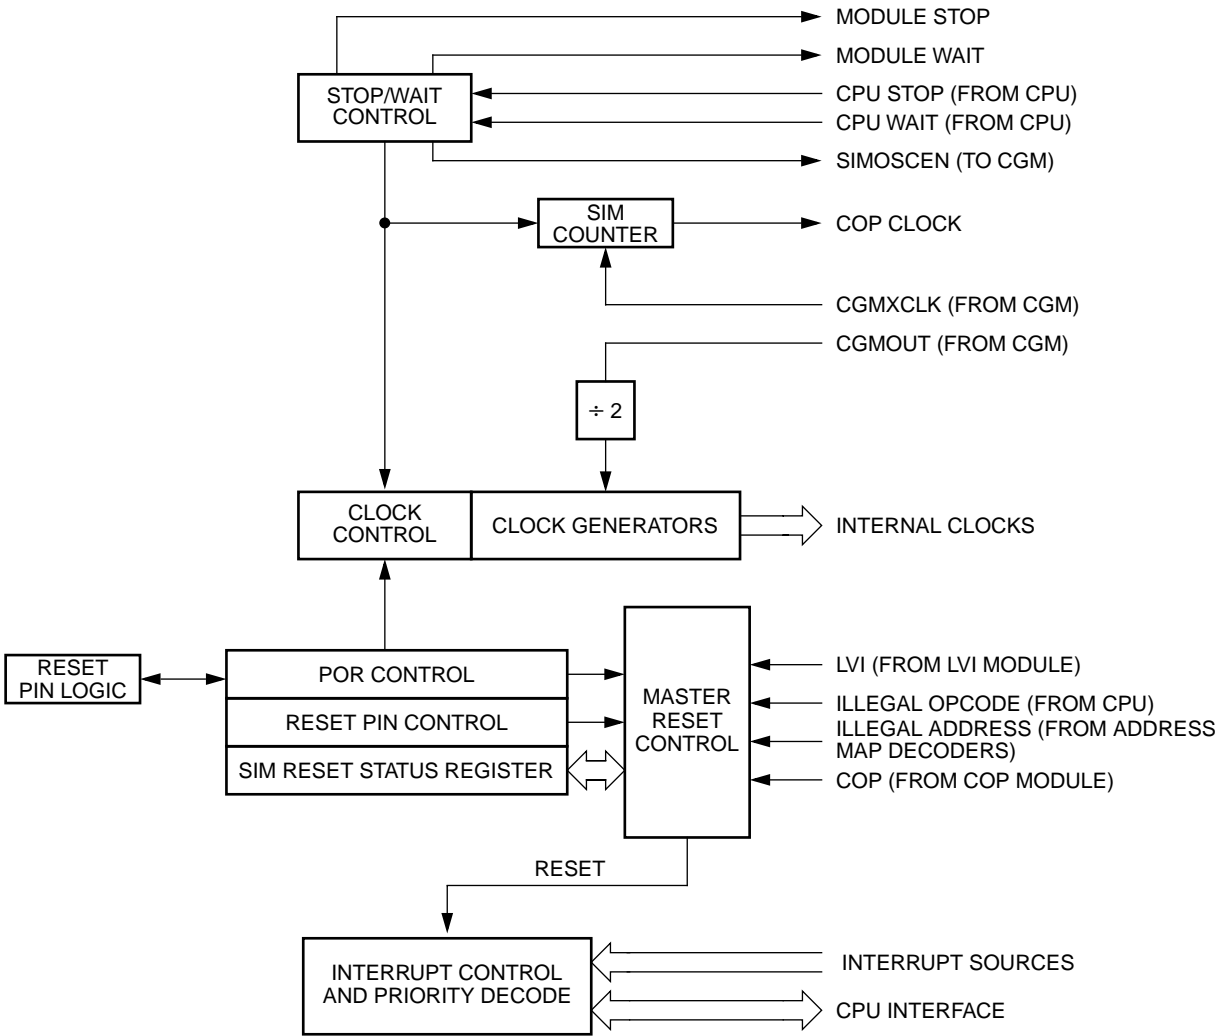 MODULE STOP
MODULE WAIT
STOP/WAIT
CONTROL
CPU STOP (FROM CPU)
CPU WAIT (FROM CPU)
SIMOSCEN (TO CGM)
SIM
COUNTER
COP CLOCK
CGMXCLK (FROM CGM)
CGMOUT (FROM CGM)
÷ 2
CLOCK
CONTROL
CLOCK GENERATORS
INTERNAL CLOCKS
RESET
PIN LOGIC
POR CONTROL
RESET PIN CONTROL
SIM RESET STATUS REGISTER
MASTER
RESET
CONTROL
LVI (FROM LVI MODULE)
ILLEGAL OPCODE (FROM CPU)
ILLEGAL ADDRESS (FROM ADDRESS
MAP DECODERS)
COP (FROM COP MODULE)
RESET
INTERRUPT CONTROL
AND PRIORITY DECODE
INTERRUPT SOURCES
CPU INTERFACE